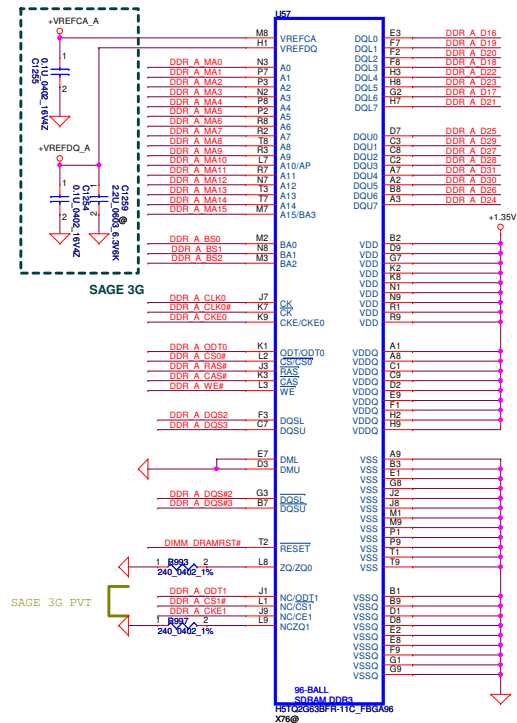 U57
+VREFCA_A
M8 VREFCA
H1 VREFDQ
1
2
C1255
0.1U_0402_16V4Z
+VREFDQ_A
1
2
C1254
0.1U_0402_16V4Z
1
2
C1259
@
2.2U_0603_6.3V6K
SAGE 3G
DDR_A_MA0 N3 A0
DDR_A_MA1 P7 A1
DDR_A_MA2 P3 A2
DDR_A_MA3 N2 A3
DDR_A_MA4 P8 A4
DDR_A_MA5 P2 A5
DDR_A_MA6 R8 A6
DDR_A_MA7 R2 A7
DDR_A_MA8 T8 A8
DDR_A_MA9 R3 A9
DDR_A_MA10 L7 A10/AP
DDR_A_MA11 R7 A11
DDR_A_MA12 N7 A12
DDR_A_MA13 T3 A13
DDR_A_MA14 T7 A14
DDR_A_MA15 M7 A15/BA3
DDR_A_BS0 M2 BA0
DDR_A_BS1 N8 BA1
DDR_A_BS2 M3 BA2
DDR_A_CLK0 J7 CK
DDR_A_CLK0# K7 CK
DDR_A_CKE0 K9 CKE/CKE0
DDR_A_ODT0 K1 ODT/ODT0
DDR_A_CS0# L2 CS/CS0
DDR_A_RAS# J3 RAS
DDR_A_CAS# K3 CAS
DDR_A_WE# L3 WE
DDR_A_DQS2 F3 DQSL
DDR_A_DQS3 C7 DQSU
E7 DML
D3 DMU
DDR_A_DQS#2 G3 DQSL
DDR_A_DQS#3 B7 DQSU
DIMM_DRAMRST# T2 RESET
1 R993 2 L8 ZQ/ZQ0
240_0402_1%
SAGE 3G PVT
DDR_A_ODT1 J1 NC/ODT1
DDR_A_CS1# L1 NC/CS1
DDR_A_CKE1 J9 NC/CE1
1 R997 2 L9 NCZQ1
240_0402_1%
DQL0 E3 DDR_A_D16
DQL1 F7 DDR_A_D19
DQL2 F2 DDR_A_D20
DQL3 F8 DDR_A_D18
DQL4 H3 DDR_A_D22
DQL5 H8 DDR_A_D23
DQL6 G2 DDR_A_D17
DQL7 H7 DDR_A_D21
DQU0 D7 DDR_A_D25
DQU1 C3 DDR_A_D29
DQU2 C8 DDR_A_D27
DQU3 C2 DDR_A_D28
DQU4 A7 DDR_A_D31
DQU5 A2 DDR_A_D30
DQU6 B8 DDR_A_D26
DQU7 A3 DDR_A_D24
+1.35V
VDD B2
VDD D9
VDD G7
VDD K2
VDD K8
VDD N1
VDD N9
VDD R1
VDD R9
VDDQ A1
VDDQ A8
VDDQ C1
VDDQ C9
VDDQ D2
VDDQ E9
VDDQ F1
VDDQ H2
VDDQ H9
VSS A9
VSS B3
VSS E1
VSS G8
VSS J2
VSS J8
VSS M1
VSS M9
VSS P1
VSS P9
VSS T1
VSS T9
VSSQ B1
VSSQ B9
VSSQ D1
VSSQ D8
VSSQ E2
VSSQ E8
VSSQ F9
VSSQ G1
VSSQ G9
96-BALL
SDRAM DDR3
H5TQ2G63BFR-11C_FBGA96
X76@